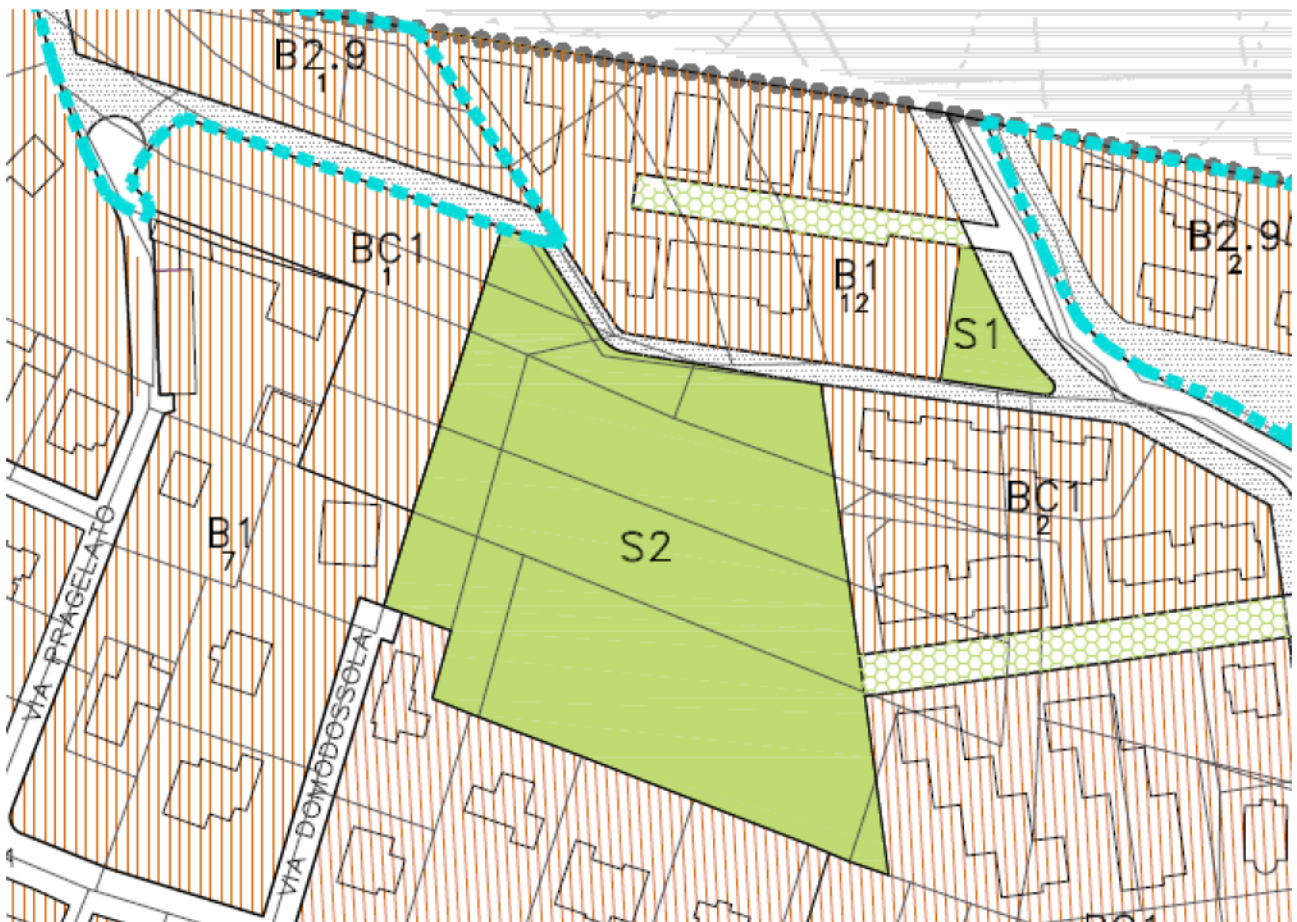 B2.9
1
BC1
1
B1
12
B2.9
2
S1
S2
BC1
2
B1
7
VIA PRAGELATO
VIA DOMODOSSOLA